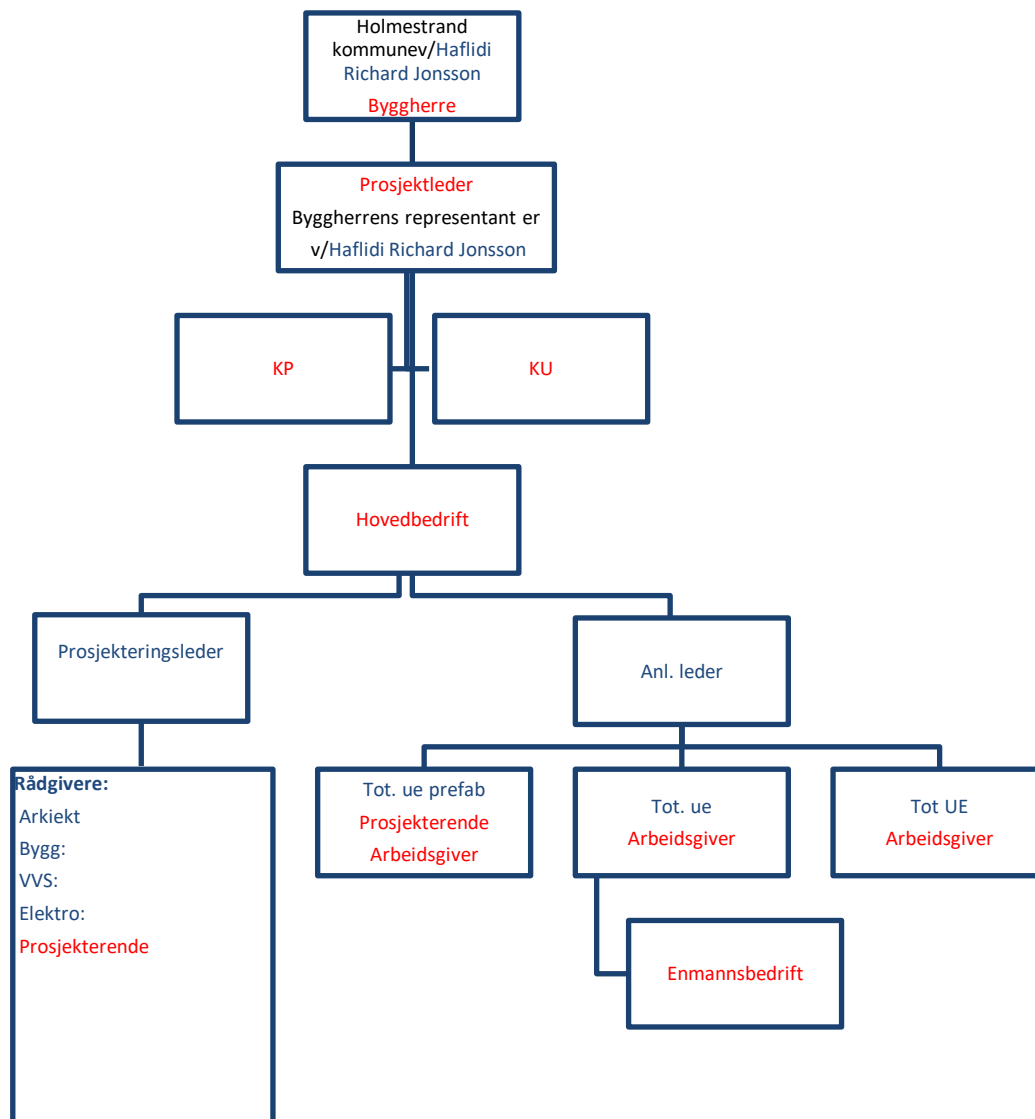 Holmestrand
kommunev/Haflidi
Richard Jonsson
Byggherre
Prosjektleder
Byggherrens representant er
v/Haflidi Richard Jonsson
KP
KU
Hovedbedrift
Prosjekteringsleder
Anl. leder
Rådgivere:
Arkiekt
Bygg:
VVS:
Elektro:
Prosjekterende
Tot. ue prefab
Prosjekterende
Arbeidsgiver
Tot. ue
Arbeidsgiver
Tot UE
Arbeidsgiver
Enmannsbedrift